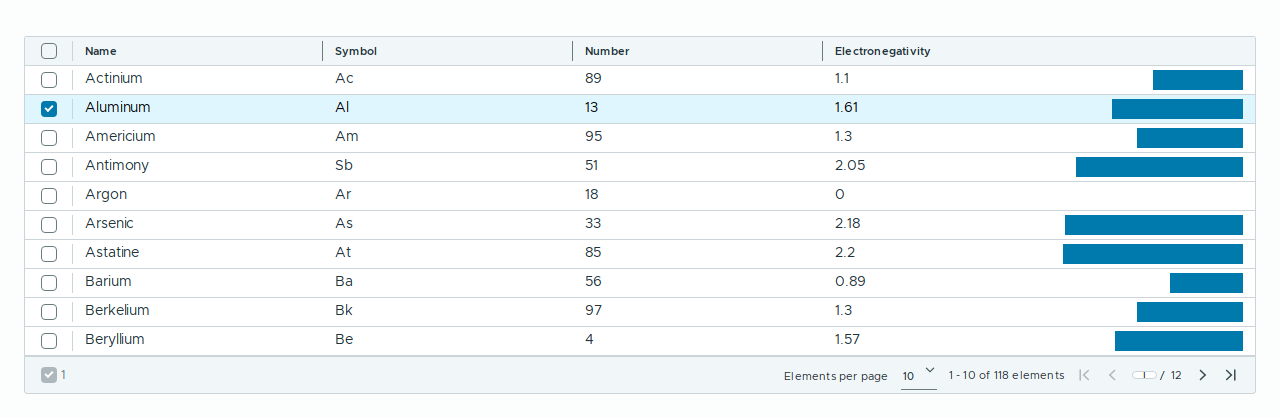 Name Symbol Number Electronegativity
Actinium Ac 89 1.1
Aluminum Al 13 1.61
Americium Am 95 1.3
Antimony Sb 51 2.05
Argon Ar 18 0
Arsenic As 33 2.18
Astatine At 85 2.2
Barium Ba 56 0.89
Berkelium Bk 97 1.3
Beryllium Be 4 1.57
1 Elements per page 10 1 - 10 of 118 elements 1 / 12